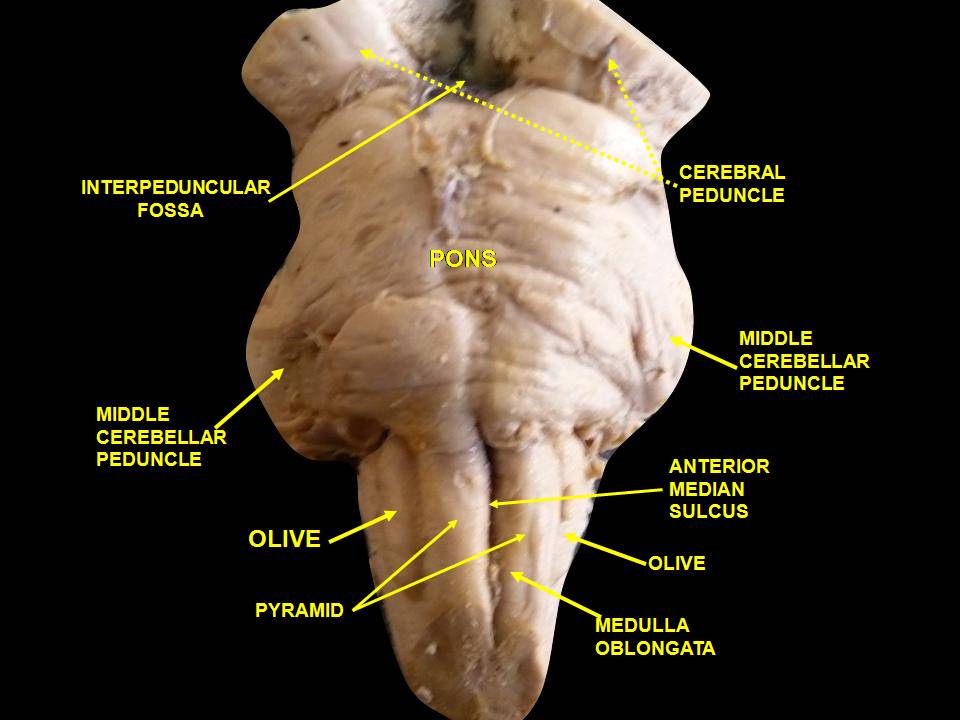 CEREBRAL
PEDUNCLE
INTERPEDUNCULAR
FOSSA
PONS
MIDDLE
CEREBELLAR
PEDUNCLE
MIDDLE
CEREBELLAR
PEDUNCLE
ANTERIOR
MEDIAN
SULCUS
OLIVE
OLIVE
PYRAMID
MEDULLA
OBLONGATA